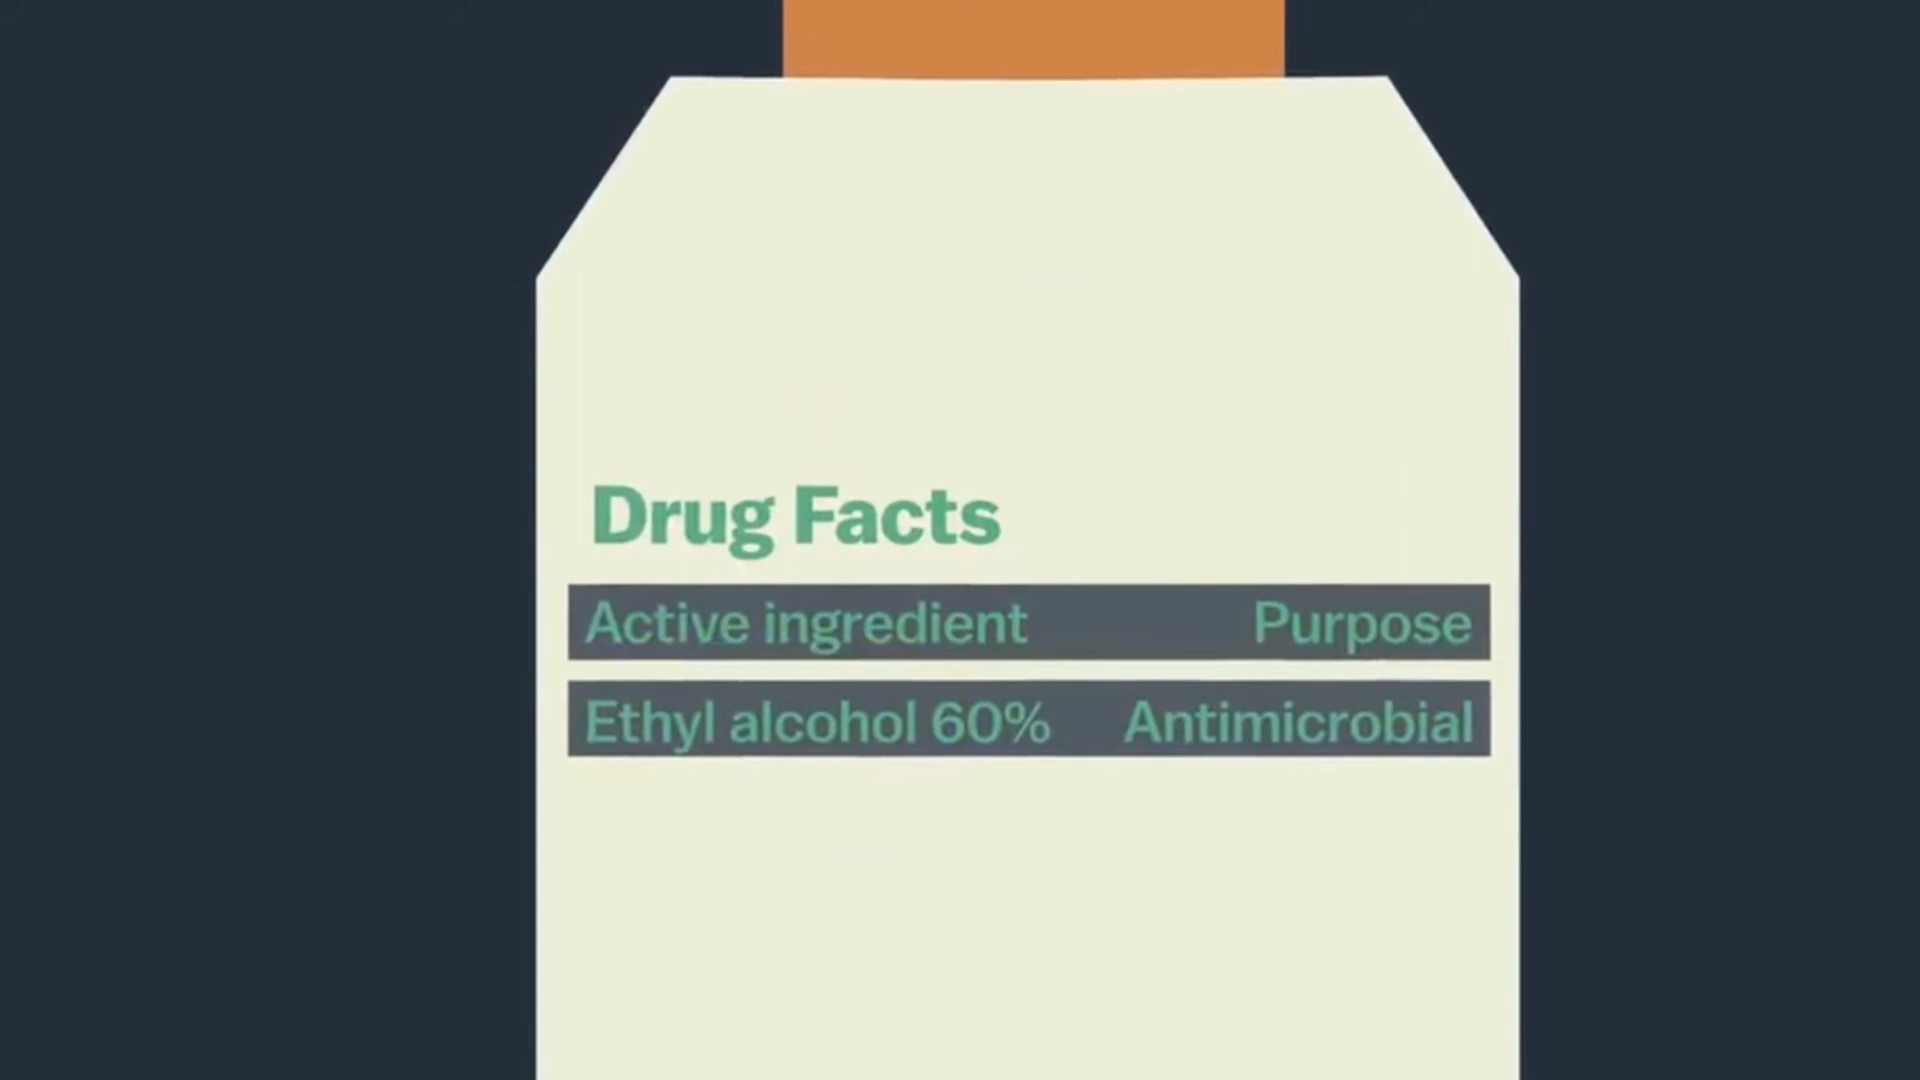 Drug Facts
Active ingredient Purpose
Ethyl alcohol 60% Antimicrobial